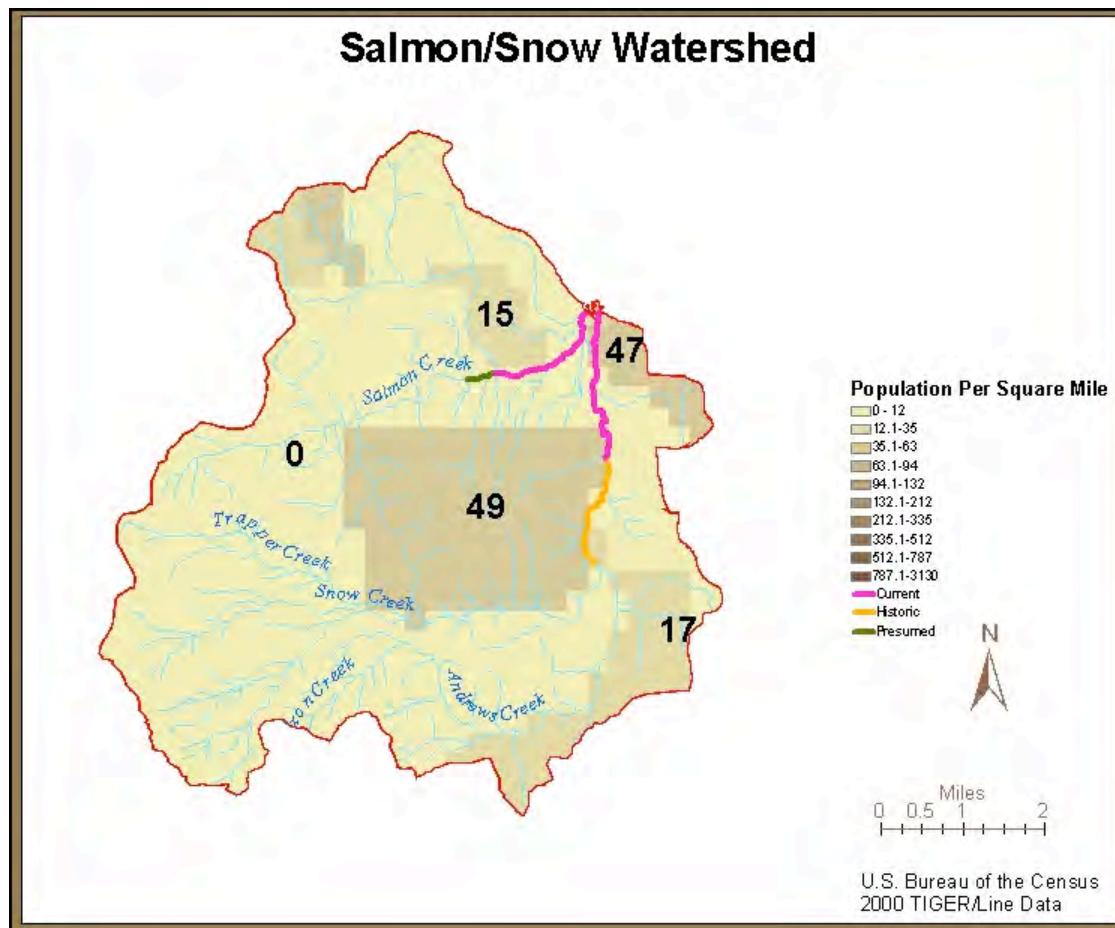 Salmon/Snow Watershed
15
47
Salmon Creek
0
49
Trapper Creek
Snow Creek
17
Andrews Creek
Creek
Population Per Square Mile
0 - 12
12.1-35
35.1-63
63.1-94
94.1-132
132.1-212
212.1-335
335.1-512
512.1-787
787.1-3130
Current
Historic
Presumed
N
Miles
0 0.5 1 2
U.S. Bureau of the Census
2000 TIGER/Line Data